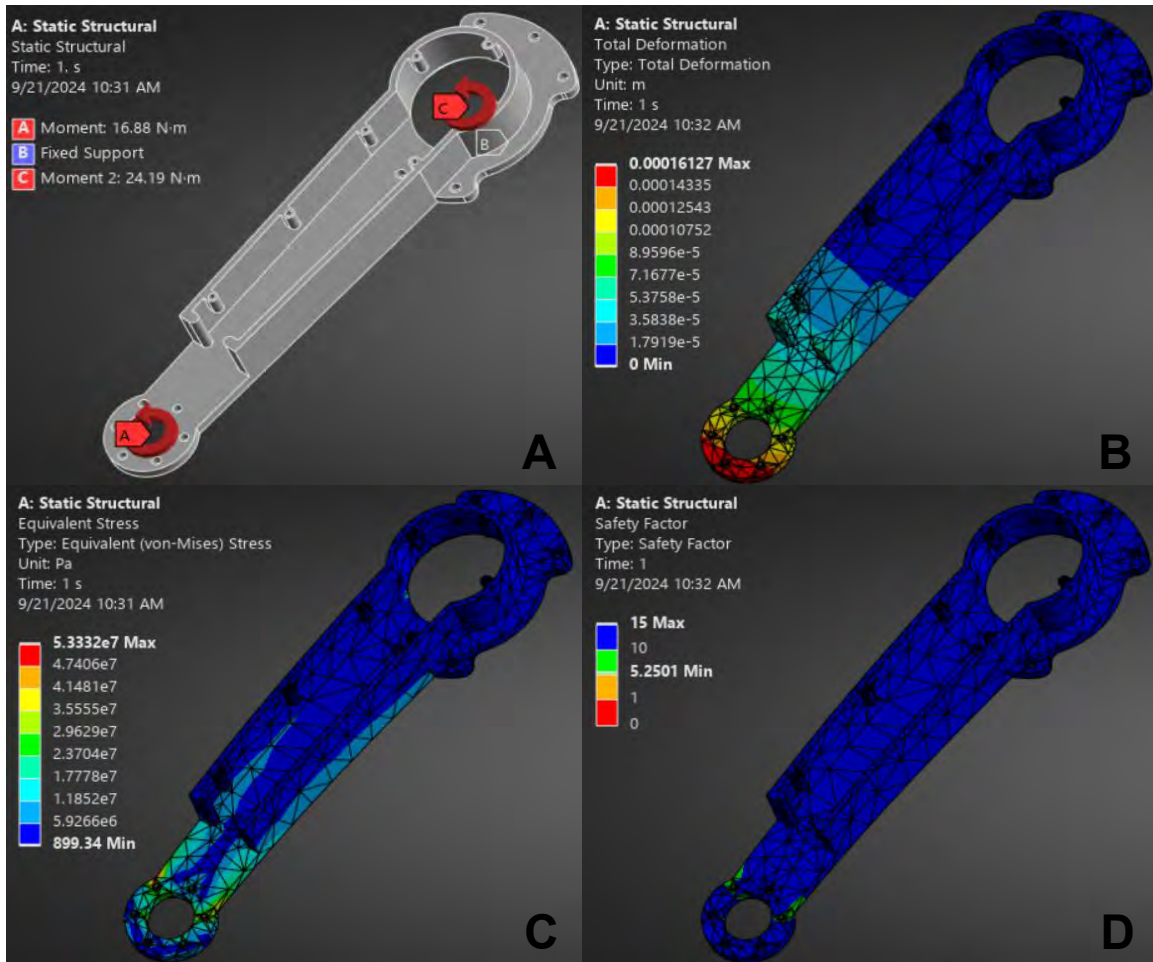 A: Static Structural
Static Structural
Time: 1. s
9/21/2024 10:31 AM
A Moment: 16.88 N·m
B Fixed Support
C Moment 2: 24.19 N·m
C
B
A
A
A: Static Structural
Total Deformation
Type: Total Deformation
Unit: m
Time: 1 s
9/21/2024 10:32 AM
0.00016127 Max
0.00014335
0.00012543
0.00010752
8.9596e-5
7.1677e-5
5.3758e-5
3.5838e-5
1.7919e-5
0 Min
B
A: Static Structural
Equivalent Stress
Type: Equivalent (von-Mises) Stress
Unit: Pa
Time: 1 s
9/21/2024 10:31 AM
5.3332e7 Max
4.7406e7
4.1481e7
3.5555e7
2.9629e7
2.3704e7
1.7778e7
1.1852e7
5.9266e6
899.34 Min
C
A: Static Structural
Safety Factor
Type: Safety Factor
Time: 1
9/21/2024 10:32 AM
15 Max
10
5.2501 Min
1
0
D